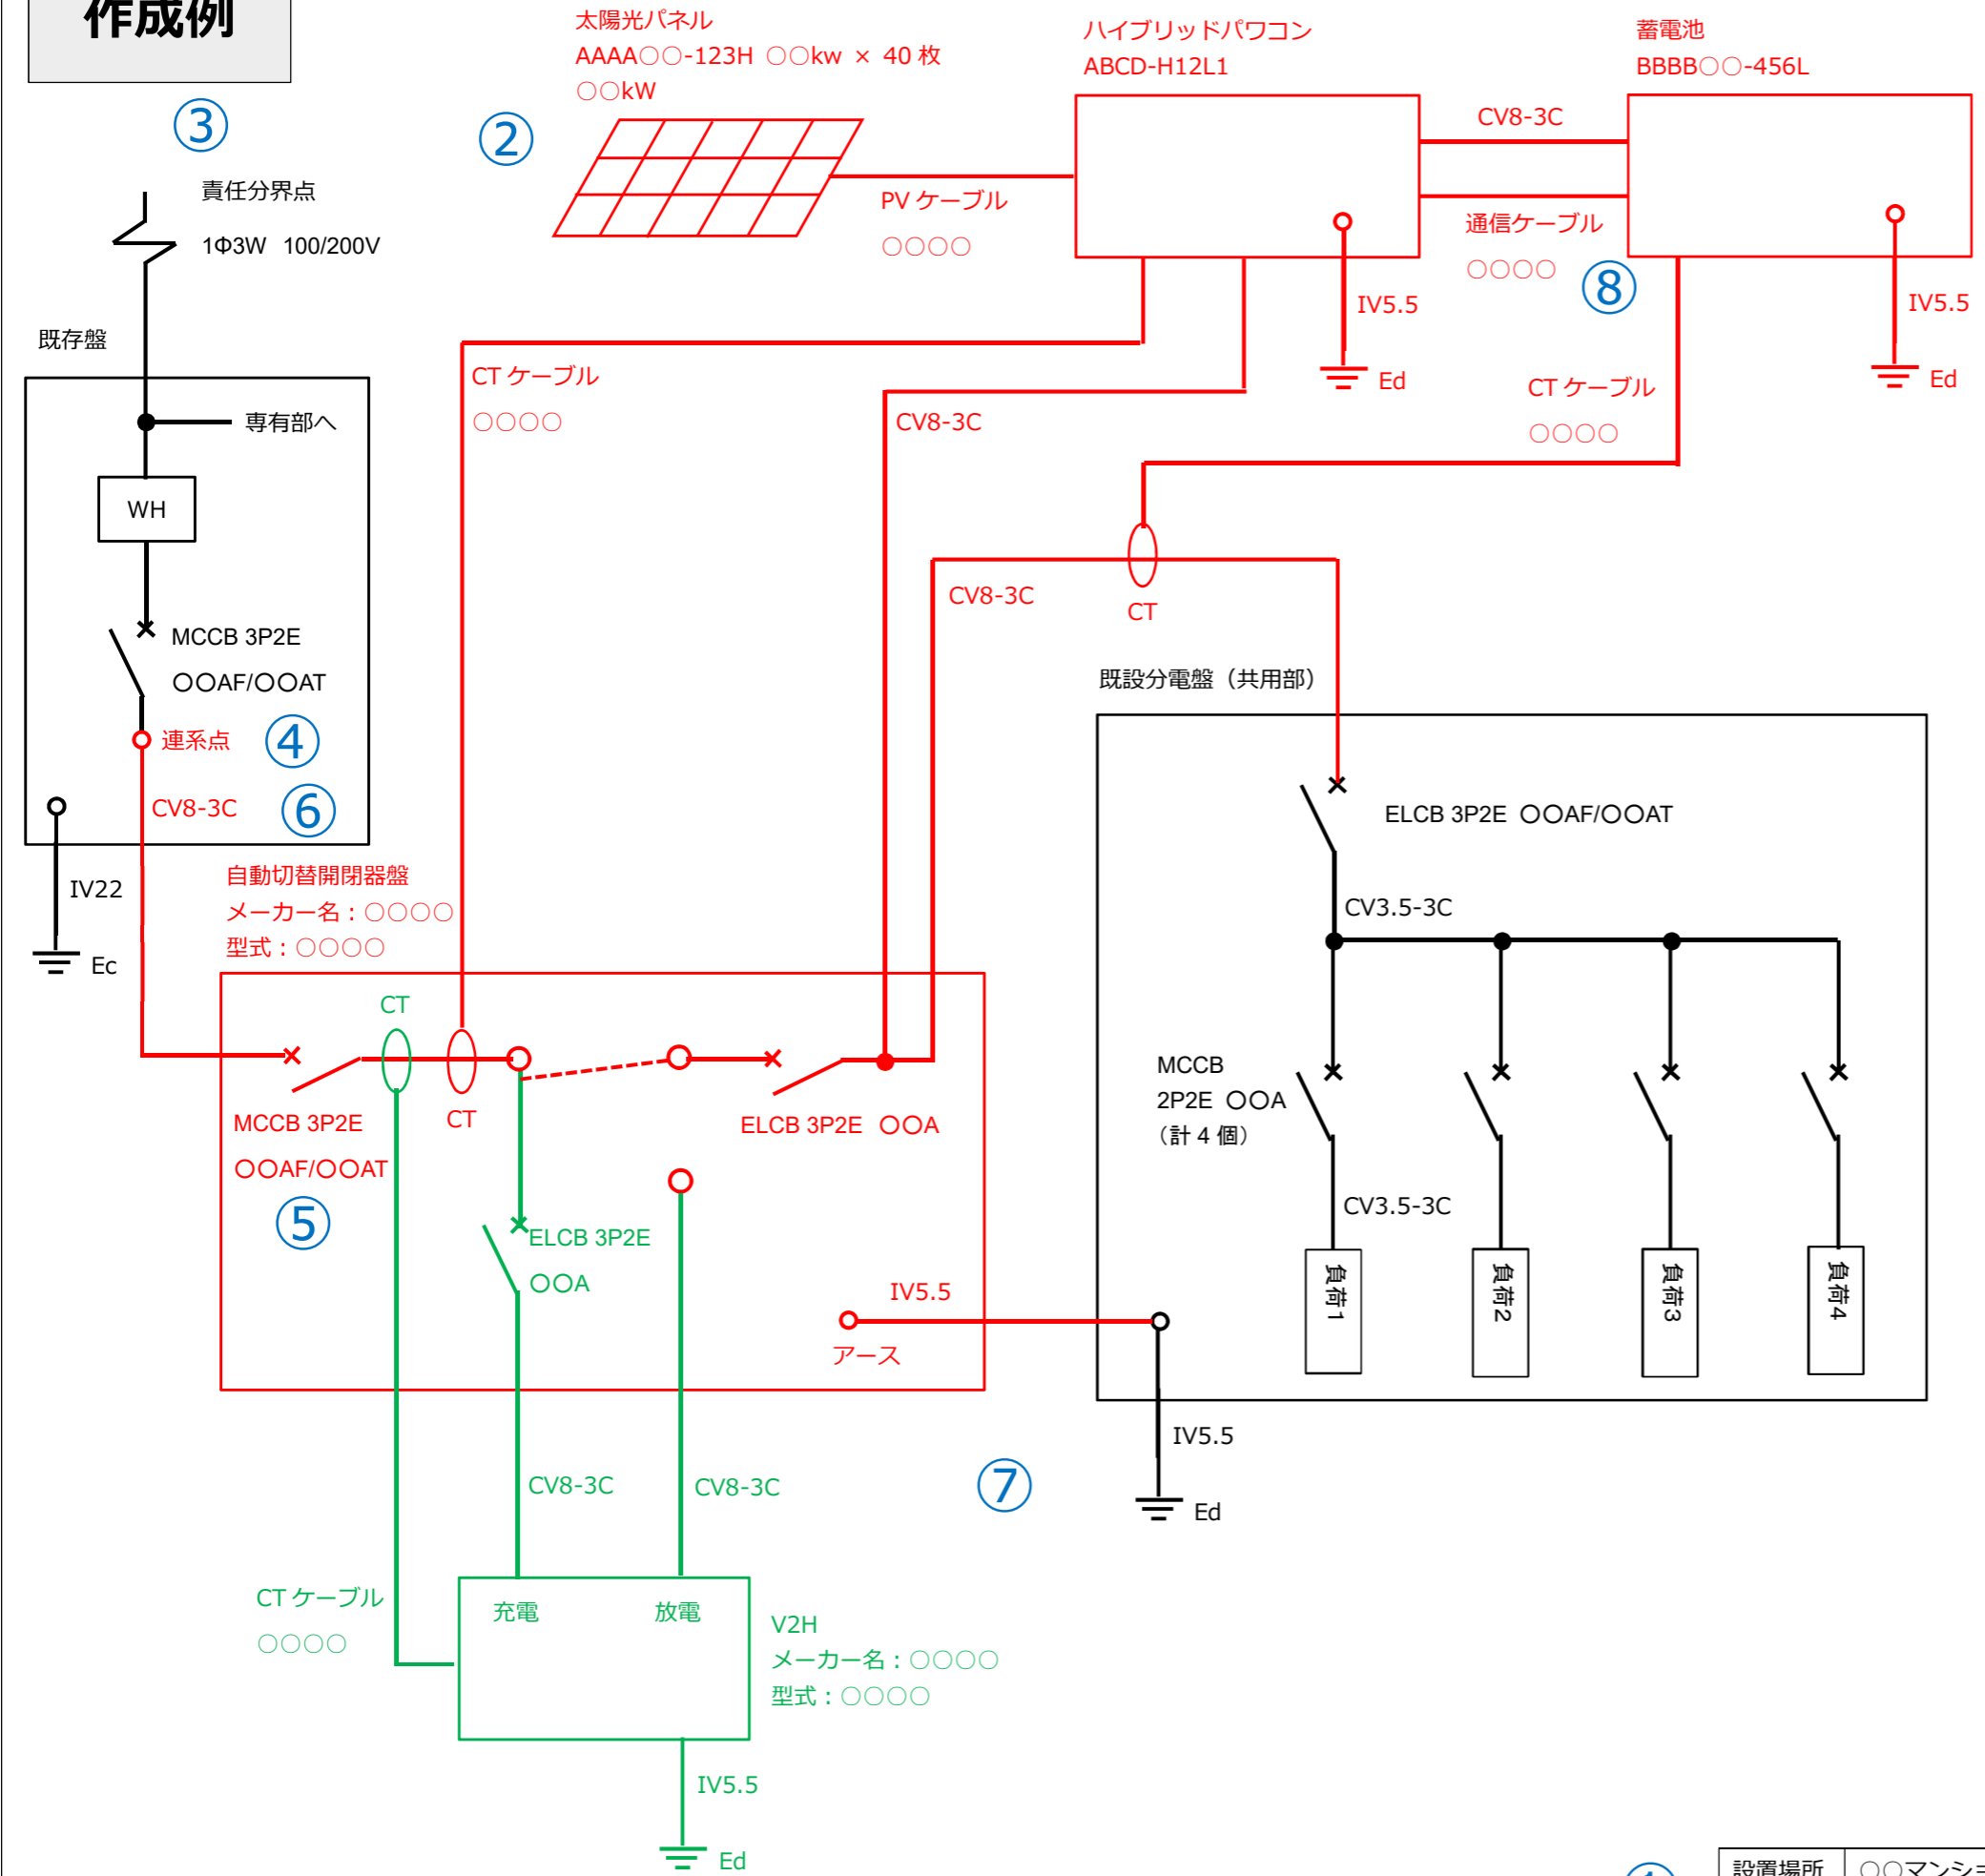 作成例
③
②
太陽光パネル
AAAA○○-123H ○○kw × 40 枚
○○kW
ハイブリッドパワコン
ABCD-H12L1
蓄電池
BBBB○○-456L
CV8-3C
責任分界点
1Φ3W 100/200V
PV ケーブル
○○○○
通信ケーブル
○○○○
⑧
IV5.5
Ed
IV5.5
Ed
既存盤
専有部へ
WH
CT ケーブル
○○○○
CV8-3C
CT ケーブル
○○○○
CV8-3C
CT
MCCB 3P2E
○○AF/○○AT
連系点
④
CV8-3C
⑥
IV22
Ec
既設分電盤（共用部）
ELCB 3P2E ○○AF/○○AT
CV3.5-3C
自動切替開閉器盤
メーカー名：○○○○
型式：○○○○
CT
MCCB 3P2E
○○AF/○○AT
⑤
CT
ELCB 3P2E ○○A
ELCB 3P2E
○○A
IV5.5
アース
MCCB
2P2E ○○A
（計 4 個）
CV3.5-3C
負荷1
負荷2
負荷3
負荷4
IV5.5
Ed
⑦
CV8-3C
CV8-3C
CT ケーブル
○○○○
充電
放電
V2H
メーカー名：○○○○
型式：○○○○
IV5.5
Ed
①
設置場所
○○マンショ